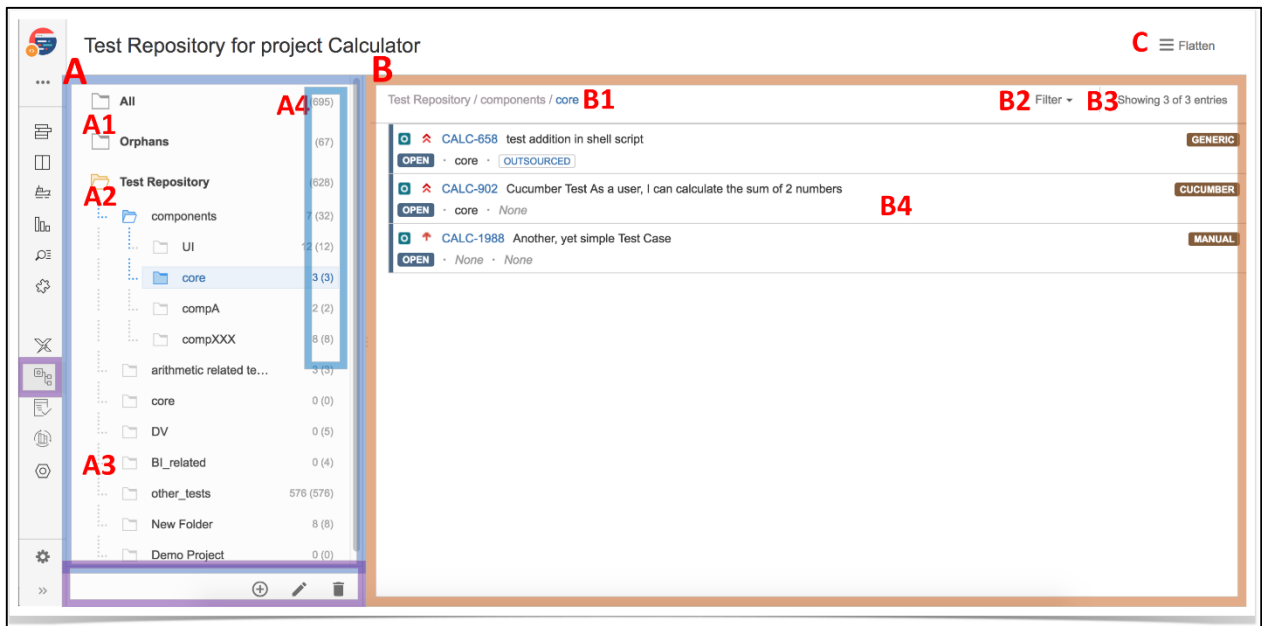 Test Repository for project Calculator
C Flatten
A
B
All A4 (695)
A1
Orphans (67)
Test Repository (628)
A2
components 7 (32)
UI 12 (12)
core 3 (3)
compA 2 (2)
compXXX 8 (8)
arithmetic related te... 3 (3)
core 0 (0)
DV 0 (5)
A3 BI_related 0 (4)
other_tests 576 (576)
New Folder 8 (8)
Demo Project 0 (0)
Test Repository / components / core B1 B2 Filter B3 Showing 3 of 3 entries
CALC-658 test addition in shell script GENERIC
OPEN · core · OUTSOURCED
CALC-902 Cucumber Test As a user, I can calculate the sum of 2 numbers CUCUMBER
OPEN · core · None B4
CALC-1988 Another, yet simple Test Case MANUAL
OPEN · None · None